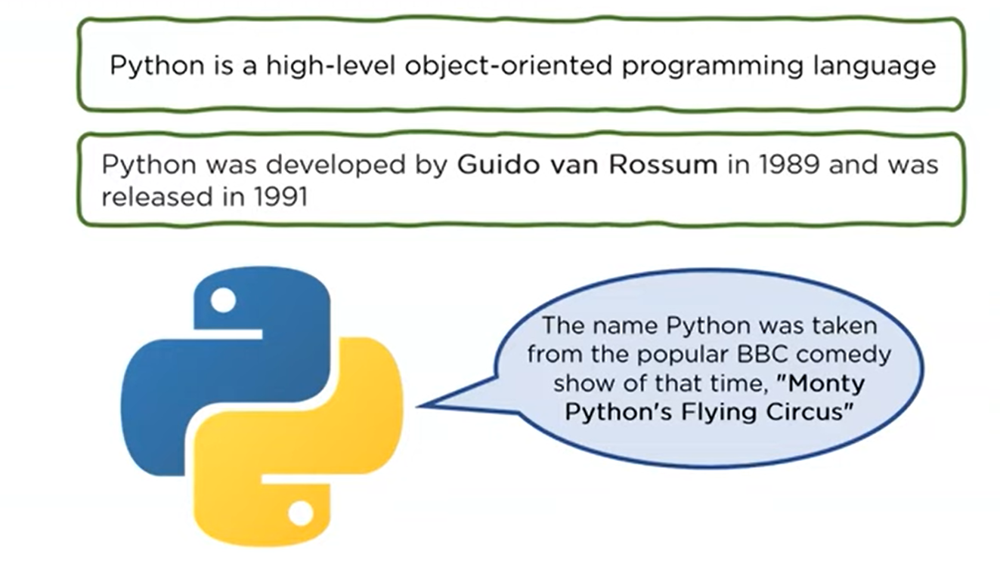 Python is a high-level object-oriented programming language
Python was developed by Guido van Rossum in 1989 and was
released in 1991
The name Python was taken
from the popular BBC comedy
show of that time, "Monty
Python's Flying Circus"